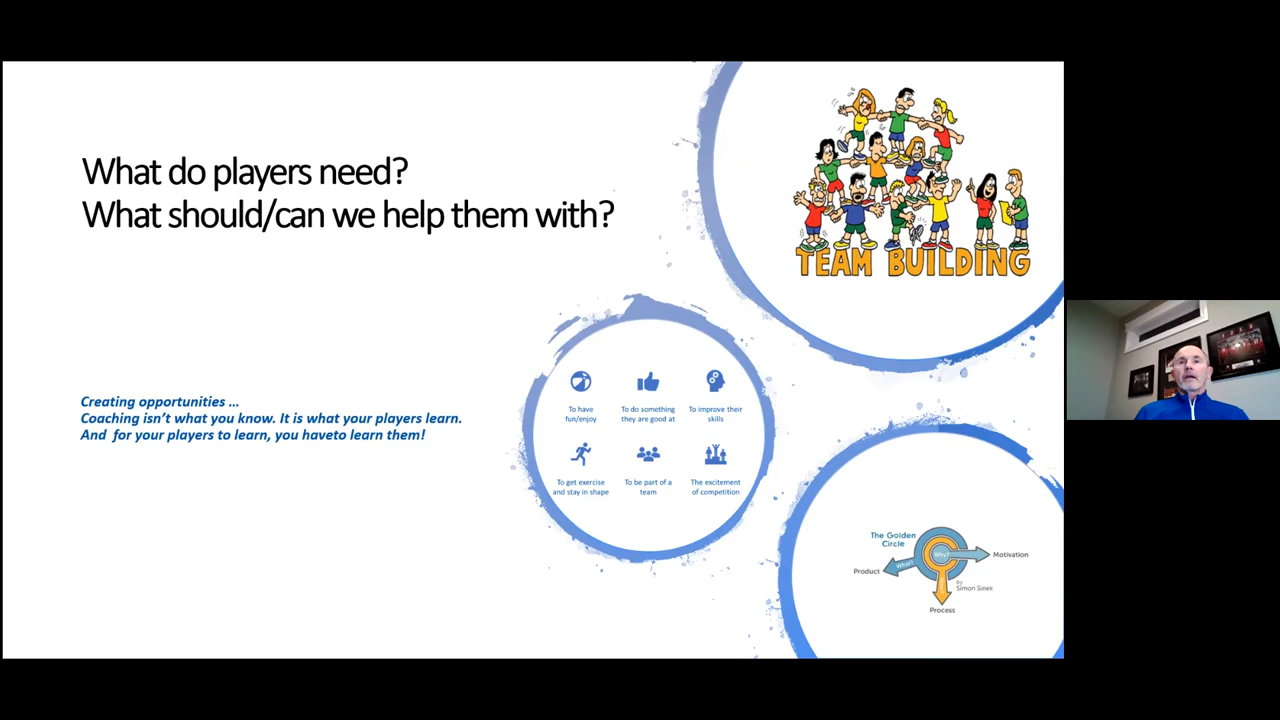 What do players need?
What should/can we help them with?
Creating opportunities ...
Coaching isn't what you know. It is what your players learn.
And for your players to learn, you haveto learn them!
TEAM BUILDING
To have
fun/enjoy
To do something
they are good at
To improve their
skills
To get exercise
and stay in shape
To be part of a
team
The excitement
of competition
The Golden
Circle
Why?
Motivation
What?
Product
by
Simon Sinek
Process